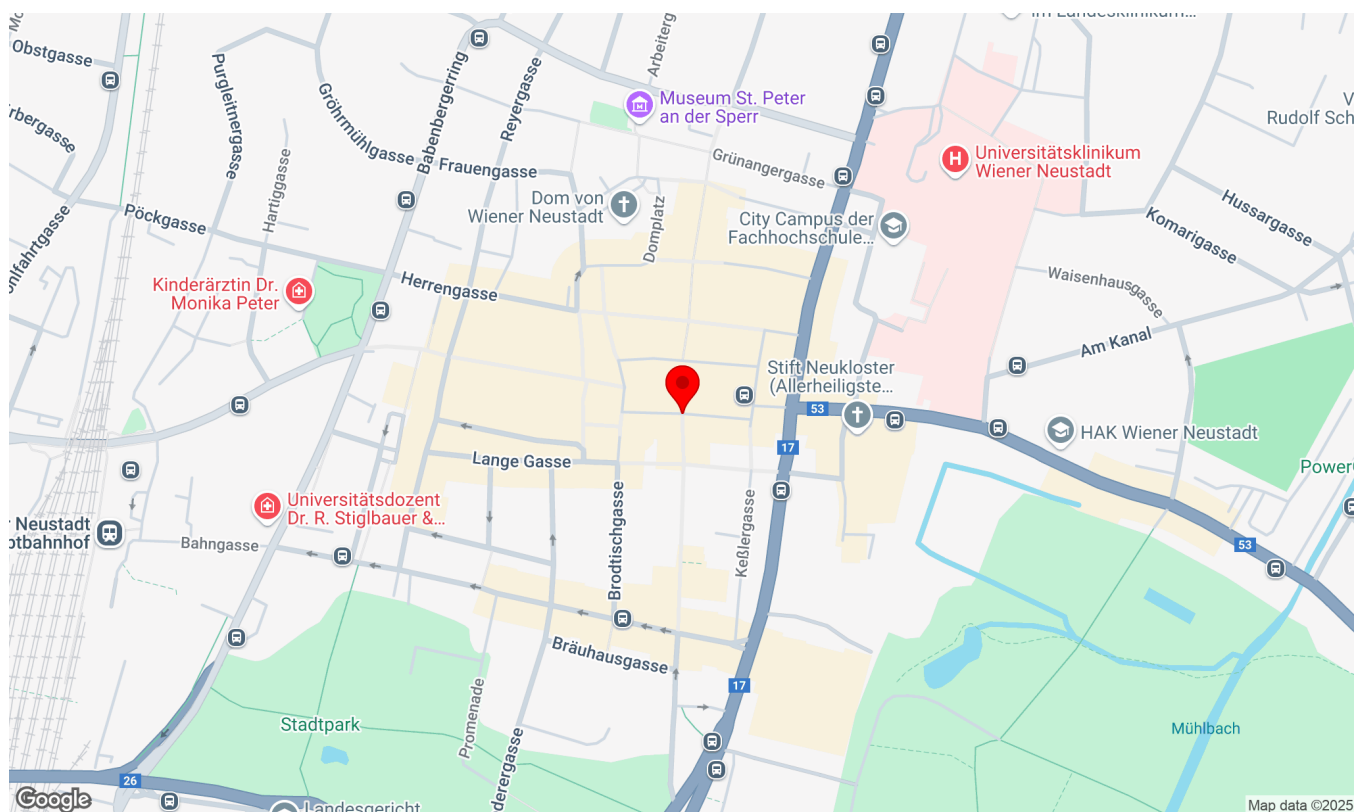 im Landesklinikum...
Obstgasse
Purgleitnergasse
Gröhrmühlgasse
Babenbergerring
Reyergasse
Museum St. Peter
an der Sperr
Rudolf Sch
Frauengasse
Grünangergasse
Universitätsklinikum
Wiener Neustadt
Hartiggasse
Pöckgasse
Dom von
Wiener Neustadt
Domplatz
City Campus der
Fachhochschule...
Hussargasse
Komarigasse
Kinderärztin Dr.
Monika Peter
Herrengasse
Waisenhausgasse
Am Kanal
Stift Neukloster
(Allerheiligste...
53
17
HAK Wiener Neustadt
Lange Gasse
Universitätsdozent
Dr. R. Stiglbauer &...
Neustadt
Bahngasse
Brodtischgasse
Keßlergasse
53
Bräuhausgasse
17
Promenade
Stadtpark
Mühlbach
26
Landesgericht
Google
Map data ©2025